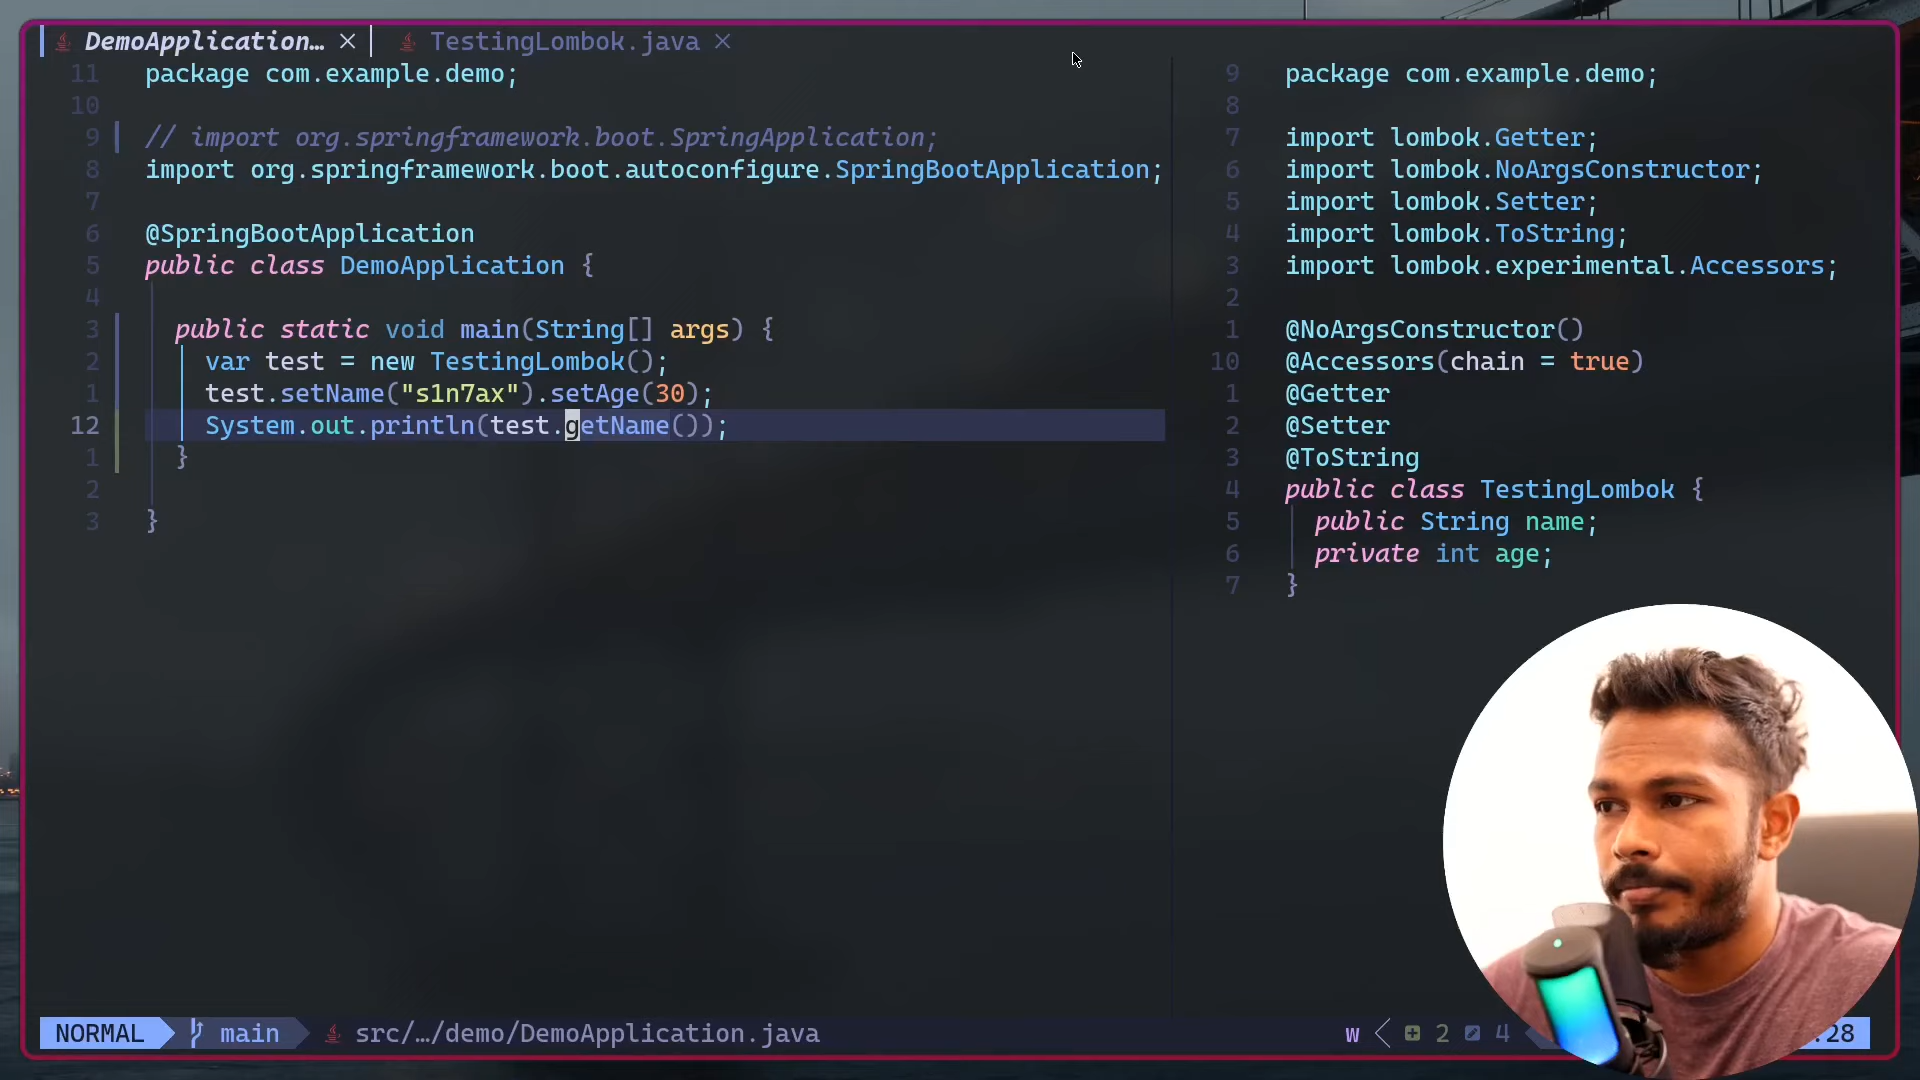 DemoApplication… ×
TestingLombok.java ×
11 package com.example.demo;
10
9 // import org.springframework.boot.SpringApplication;
8 import org.springframework.boot.autoconfigure.SpringBootApplication;
7
6 @SpringBootApplication
5 public class DemoApplication {
4
3 public static void main(String[] args) {
2 var test = new TestingLombok();
1 test.setName("s1n7ax").setAge(30);
12 System.out.println(test.getName());
1 }
2
3 }
9 package com.example.demo;
8
7 import lombok.Getter;
6 import lombok.NoArgsConstructor;
5 import lombok.Setter;
4 import lombok.ToString;
3 import lombok.experimental.Accessors;
2
1 @NoArgsConstructor()
10 @Accessors(chain = true)
1 @Getter
2 @Setter
3 @ToString
4 public class TestingLombok {
5 public String name;
6 private int age;
7 }
NORMAL main src/…/demo/DemoApplication.java w 2 4 :28